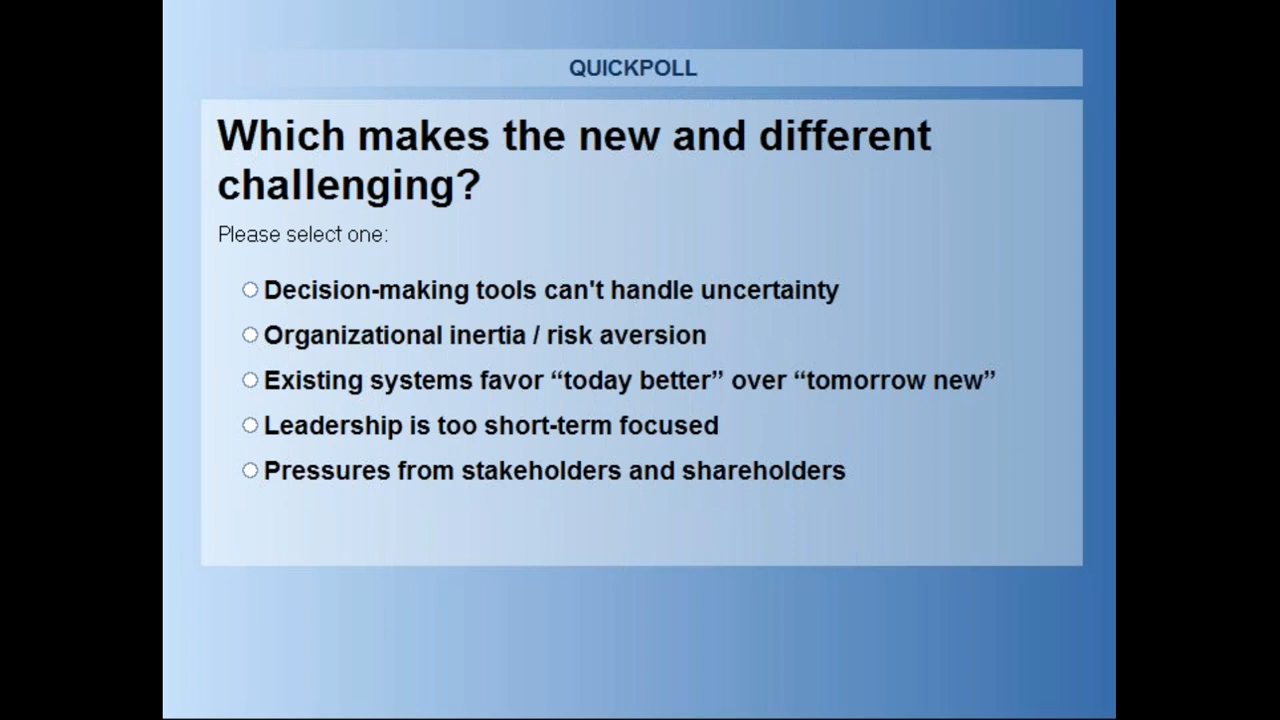 QUICKPOLL
Which makes the new and different
challenging?
Please select one:
Decision-making tools can't handle uncertainty
Organizational inertia / risk aversion
Existing systems favor “today better” over “tomorrow new”
Leadership is too short-term focused
Pressures from stakeholders and shareholders